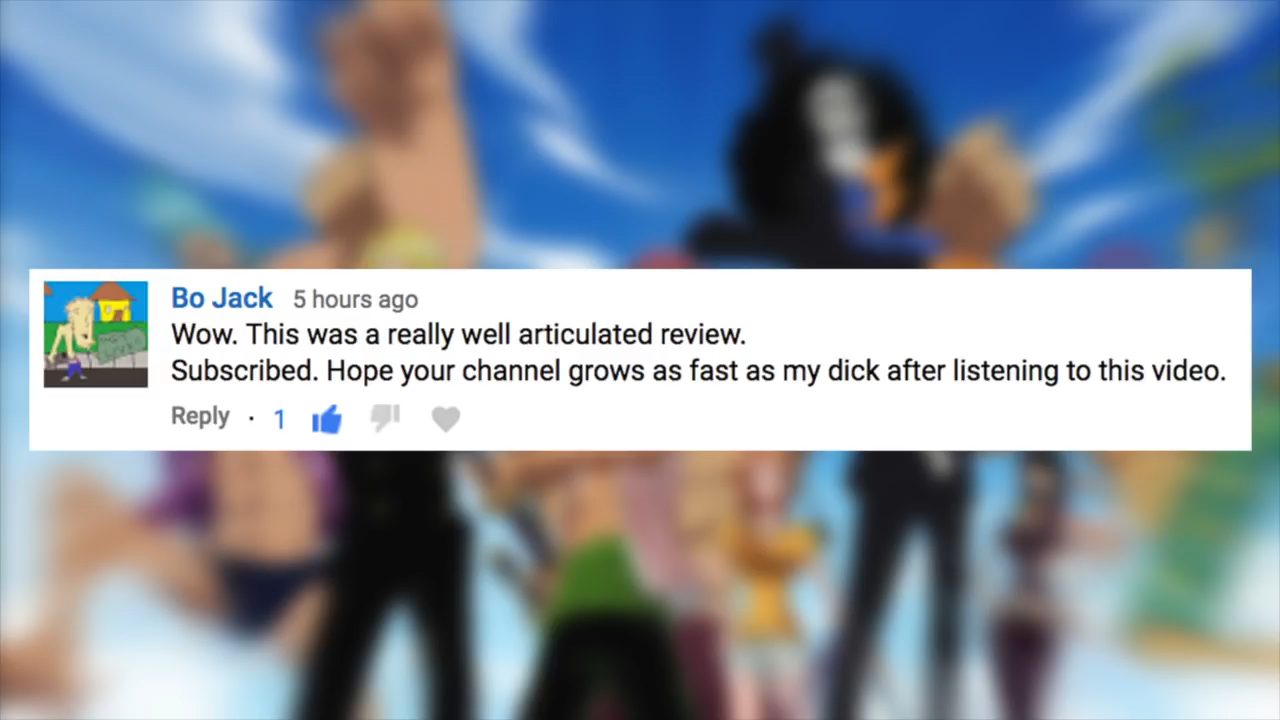 Bo Jack 5 hours ago
Wow. This was a really well articulated review.
Subscribed. Hope your channel grows as fast as my dick after listening to this video.
Reply · 1